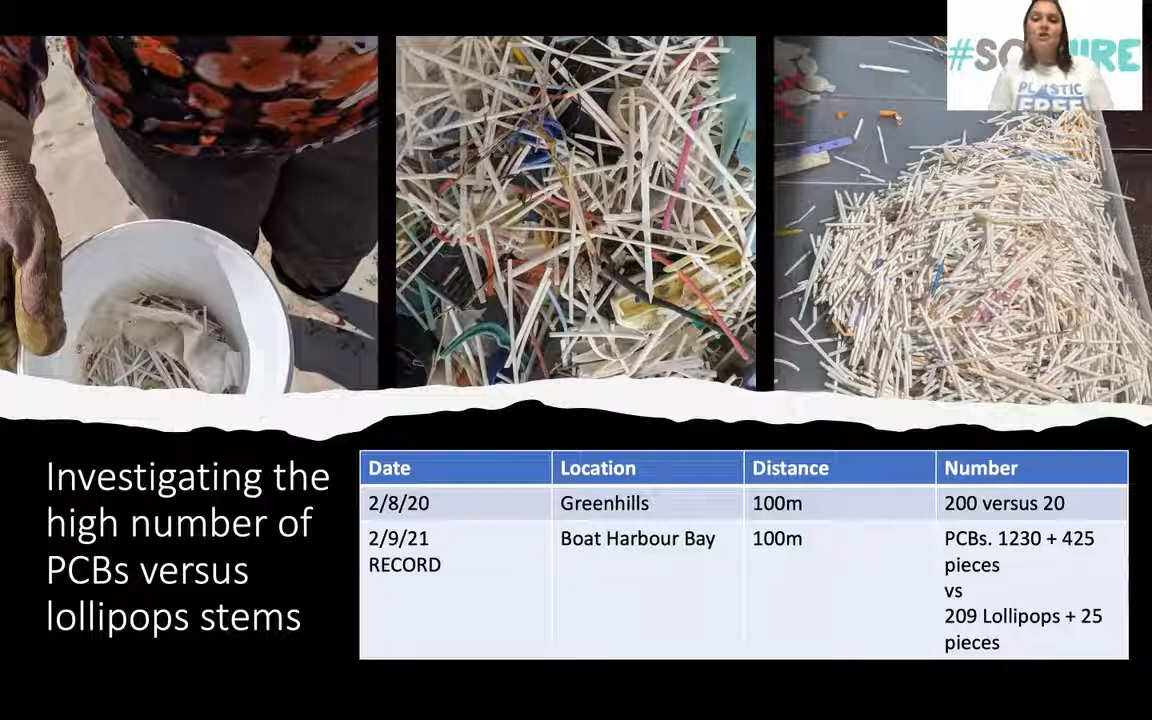 PLASTIC
FREE
Investigating the
high number of
PCBs versus
lollipops stems
Date Location Distance Number
2/8/20 Greenhills 100m 200 versus 20
2/9/21 Boat Harbour Bay 100m PCBs. 1230 + 425
RECORD pieces
vs
209 Lollipops + 25
pieces